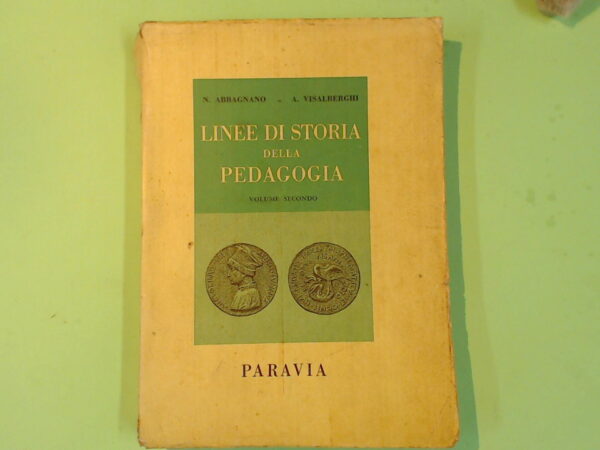 N. ABBAGNANO - A. VISALBERGHI
LINEE DI STORIA
DELLA
PEDAGOGIA
VOLUME SECONDO
PARAVIA